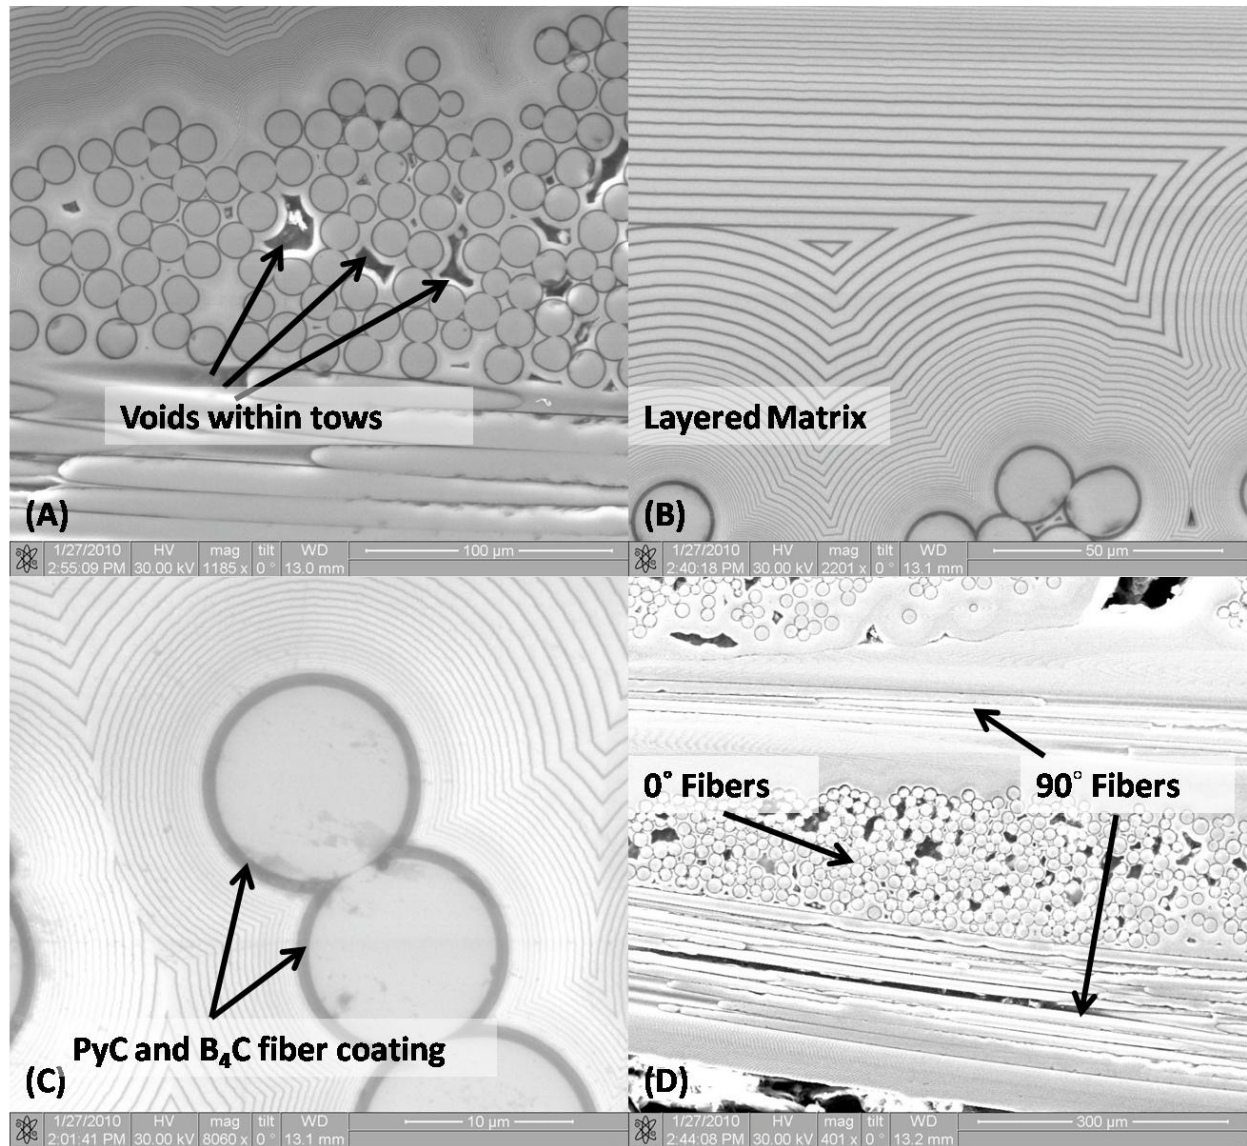 Voids within tows
(A)
1/27/2010 HV mag tilt WD
2:55:09 PM 30.00 kV 1185 x 0 ° 13.0 mm
100 µm
Layered Matrix
(B)
1/27/2010 HV mag tilt WD
2:40:18 PM 30.00 kV 2201 x 0 ° 13.1 mm
50 µm
PyC and B₄C fiber coating
(C)
1/27/2010 HV mag tilt WD
2:01:41 PM 30.00 kV 8060 x 0 ° 13.1 mm
10 µm
0° Fibers
90° Fibers
(D)
1/27/2010 HV mag tilt WD
2:44:08 PM 30.00 kV 401 x 0 ° 13.2 mm
300 µm